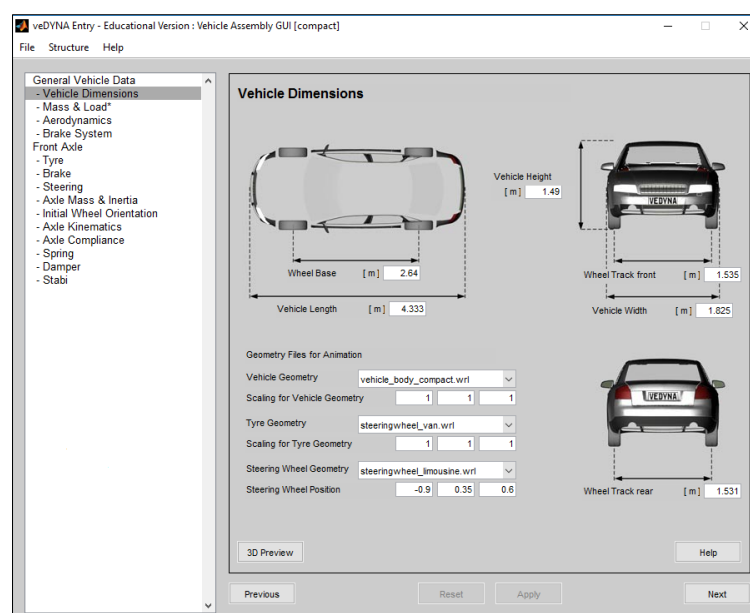 veDYNA Entry - Educational Version : Vehicle Assembly GUI [compact]
File Structure Help
General Vehicle Data
- Vehicle Dimensions
- Mass & Load*
- Aerodynamics
- Brake System
Front Axle
- Tyre
- Brake
- Steering
- Axle Mass & Inertia
- Initial Wheel Orientation
- Axle Kinematics
- Axle Compliance
- Spring
- Damper
- Stabi
Vehicle Dimensions
Vehicle Height
[ m ] 1.49
VEDYNA
Wheel Base [ m ] 2.64
Wheel Track front [ m ] 1.535
Vehicle Length [ m ] 4.333
Vehicle Width [ m ] 1.825
Geometry Files for Animation
Vehicle Geometry vehicle_body_compact.wrl
Scaling for Vehicle Geometry 1 1 1
VEDYNA
Tyre Geometry steeringwheel_van.wrl
Scaling for Tyre Geometry 1 1 1
Steering Wheel Geometry steeringwheel_limousine.wrl
Steering Wheel Position -0.9 0.35 0.6
Wheel Track rear [ m ] 1.531
3D Preview Help
Previous Reset Apply Next